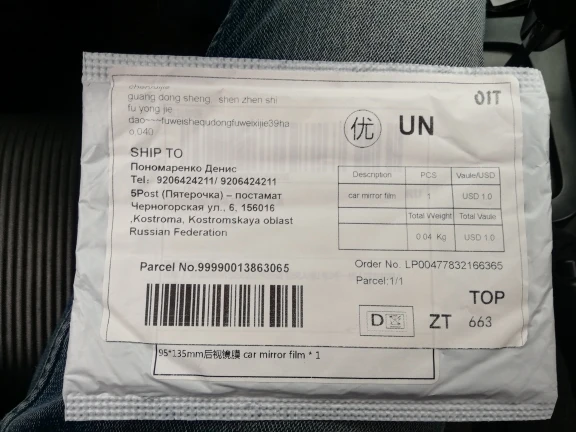 guang dong sheng shen zhen shi
fu yong jie
dao~~~fuweishequdongfuweixijie39ha
o,040
01T
优 UN
SHIP TO
Пономаренко Денис
Tel: 9206424211/ 9206424211
5Post (Пятерочка) – постамат
Черногорская ул., 6, 156016
,Kostroma, Kostromskaya oblast
Russian Federation
Description PCS Vaule/USD
car mirror film 1 USD 1.0
Total Weight Total Vaule
0.04 Kg USD 1.0
Parcel No.99990013863065
Order No. LP00477832166365
Parcel:1/1
TOP
D ZT 663
95*135mm后视镜膜 car mirror film * 1